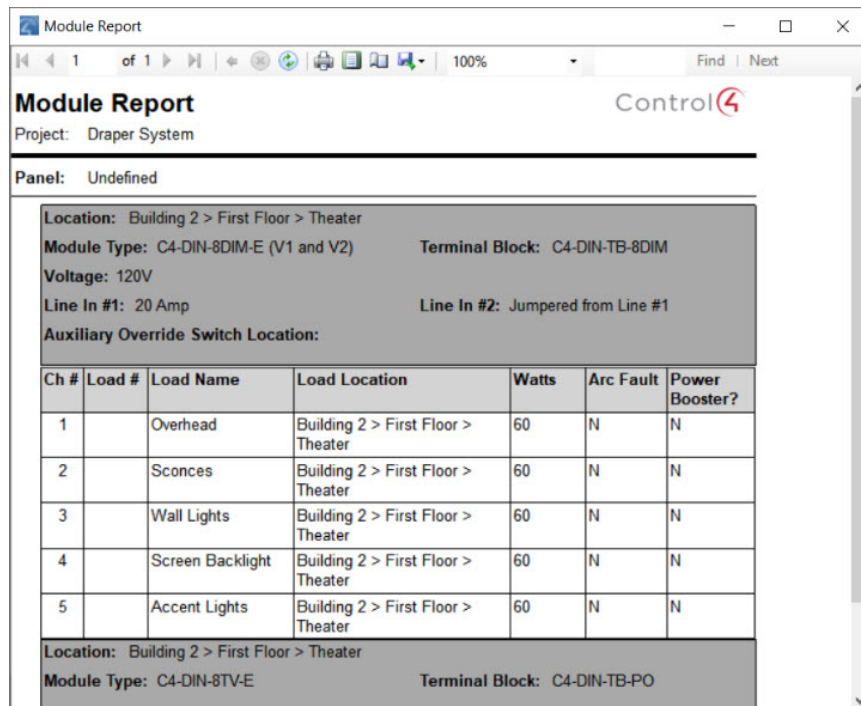 Module Report
1 of 1 100% Find | Next
Module Report
Control4
Project: Draper System
Panel: Undefined
Location: Building 2 > First Floor > Theater
Module Type: C4-DIN-8DIM-E (V1 and V2) Terminal Block: C4-DIN-TB-8DIM
Voltage: 120V
Line In #1: 20 Amp Line In #2: Jumpered from Line #1
Auxiliary Override Switch Location:
Ch # Load # Load Name Load Location Watts Arc Fault Power
Booster?
1 Overhead Building 2 > First Floor > 60 N N
Theater
2 Sconces Building 2 > First Floor > 60 N N
Theater
3 Wall Lights Building 2 > First Floor > 60 N N
Theater
4 Screen Backlight Building 2 > First Floor > 60 N N
Theater
5 Accent Lights Building 2 > First Floor > 60 N N
Theater
Location: Building 2 > First Floor > Theater
Module Type: C4-DIN-8TV-E Terminal Block: C4-DIN-TB-PO